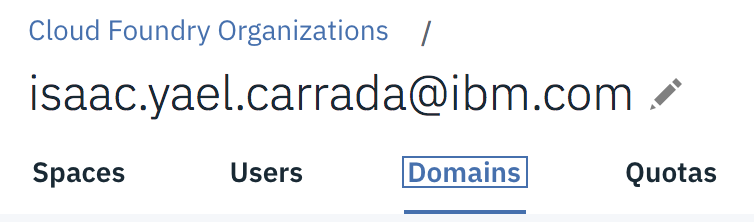 Cloud Foundry Organizations /
isaac.yael.carrada@ibm.com
Spaces Users Domains Quotas